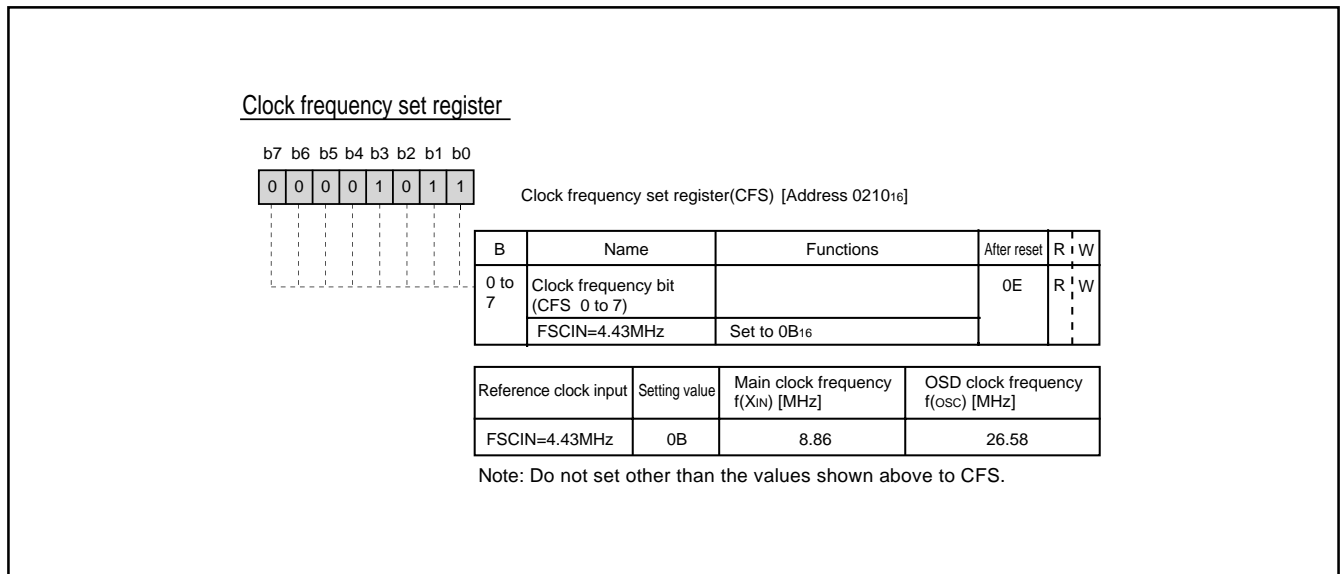 Clock frequency set register
b7 b6 b5 b4 b3 b2 b1 b0
0 0 0 0 1 0 1 1
Clock frequency set register(CFS) [Address 021016]
B Name Functions After reset R W
0 to 7 Clock frequency bit (CFS 0 to 7) 0E R W
FSCIN=4.43MHz Set to 0B16
Reference clock input Setting value Main clock frequency f(XIN) [MHz] OSD clock frequency f(OSC) [MHz]
FSCIN=4.43MHz 0B 8.86 26.58
Note: Do not set other than the values shown above to CFS.